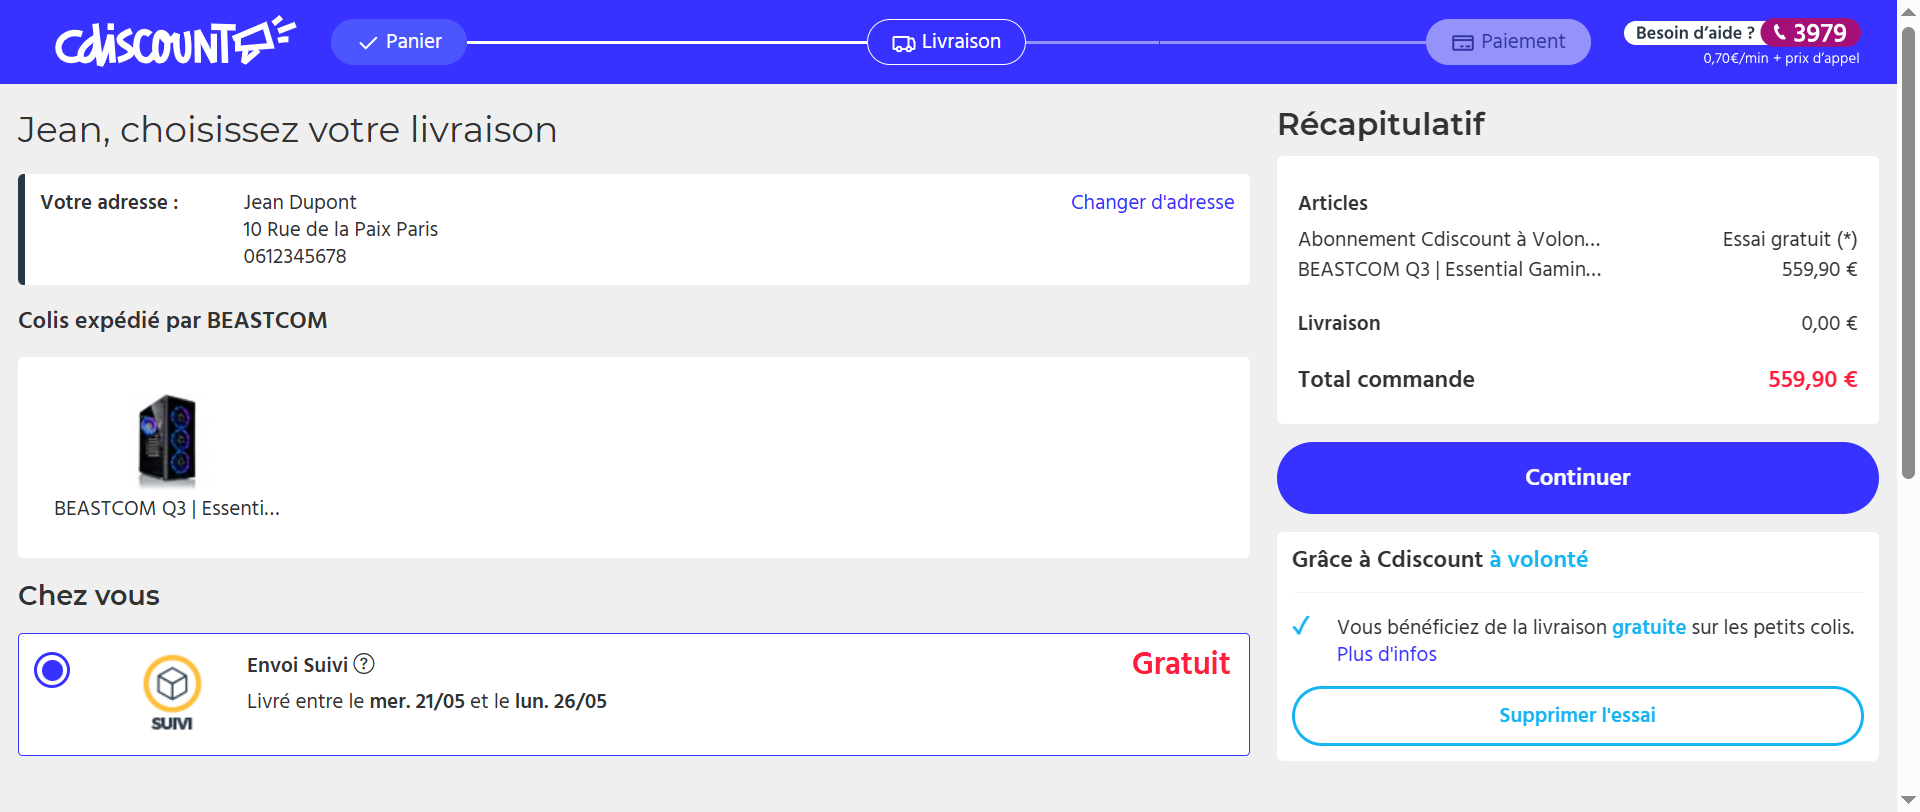 Cdiscount
Panier
Livraison
Paiement
Besoin d'aide ? 3979
0,70€/min + prix d'appel
Jean, choisissez votre livraison
Votre adresse :
Jean Dupont
10 Rue de la Paix Paris
0612345678
Changer d'adresse
Colis expédié par BEASTCOM
BEASTCOM Q3 | Essenti...
Chez vous
SUIVI
Envoi Suivi ?
Livré entre le mer. 21/05 et le lun. 26/05
Gratuit
Récapitulatif
Articles
Abonnement Cdiscount à Volon... Essai gratuit (*)
BEASTCOM Q3 | Essential Gamin... 559,90 €
Livraison 0,00 €
Total commande 559,90 €
Continuer
Grâce à Cdiscount à volonté
Vous bénéficiez de la livraison gratuite sur les petits colis.
Plus d'infos
Supprimer l'essai